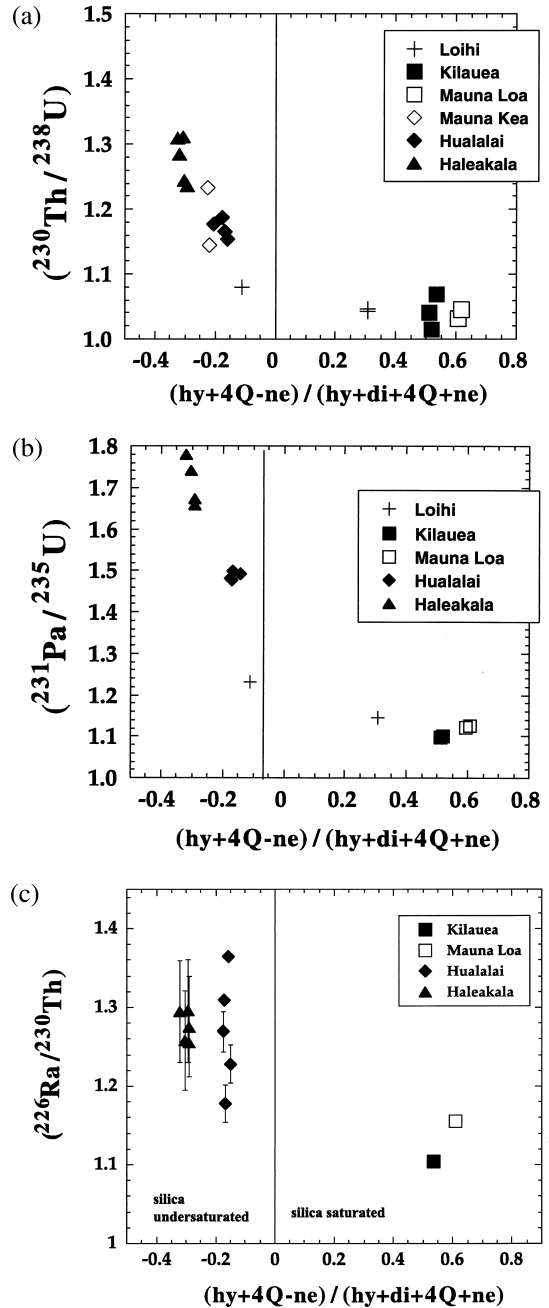 (a)
1.5
1.4
1.3
1.2
1.1
1.0
(²³⁰Th/²³⁸U)
Loihi
Kilauea
Mauna Loa
Mauna Kea
Hualalai
Haleakala
-0.4 -0.2 0 0.2 0.4 0.6 0.8
(hy+4Q-ne)/(hy+di+4Q+ne)
(b)
1.8
1.7
1.6
1.5
1.4
1.3
1.2
1.1
1.0
(²³¹Pa/²³⁵U)
Loihi
Kilauea
Mauna Loa
Hualalai
Haleakala
-0.4 -0.2 0 0.2 0.4 0.6 0.8
(hy+4Q-ne)/(hy+di+4Q+ne)
(c)
1.4
1.3
1.2
1.1
1
(²²⁶Ra/²³⁰Th)
Kilauea
Mauna Loa
Hualalai
Haleakala
silica
undersaturated
silica saturated
-0.4 -0.2 0 0.2 0.4 0.6 0.8
(hy+4Q-ne)/(hy+di+4Q+ne)